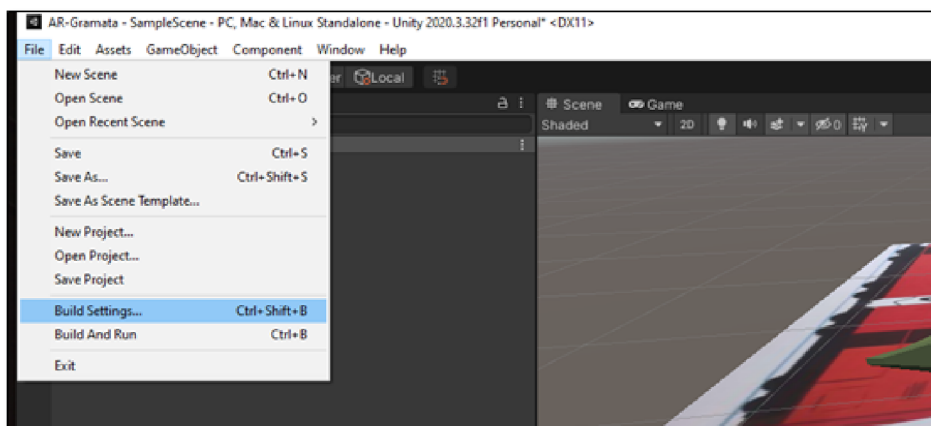 AR-Gramata - SampleScene - PC, Mac & Linux Standalone - Unity 2020.3.32f1 Personal* <DX11>
File Edit Assets GameObject Component Window Help
New Scene Ctrl+N
er Local
Open Scene Ctrl+O
# Scene Game
Open Recent Scene >
Shaded 2D 0
Save Ctrl+S
Save As... Ctrl+Shift+S
Save As Scene Template...
New Project...
Open Project...
Save Project
Build Settings... Ctrl+Shift+B
Build And Run Ctrl+B
Exit